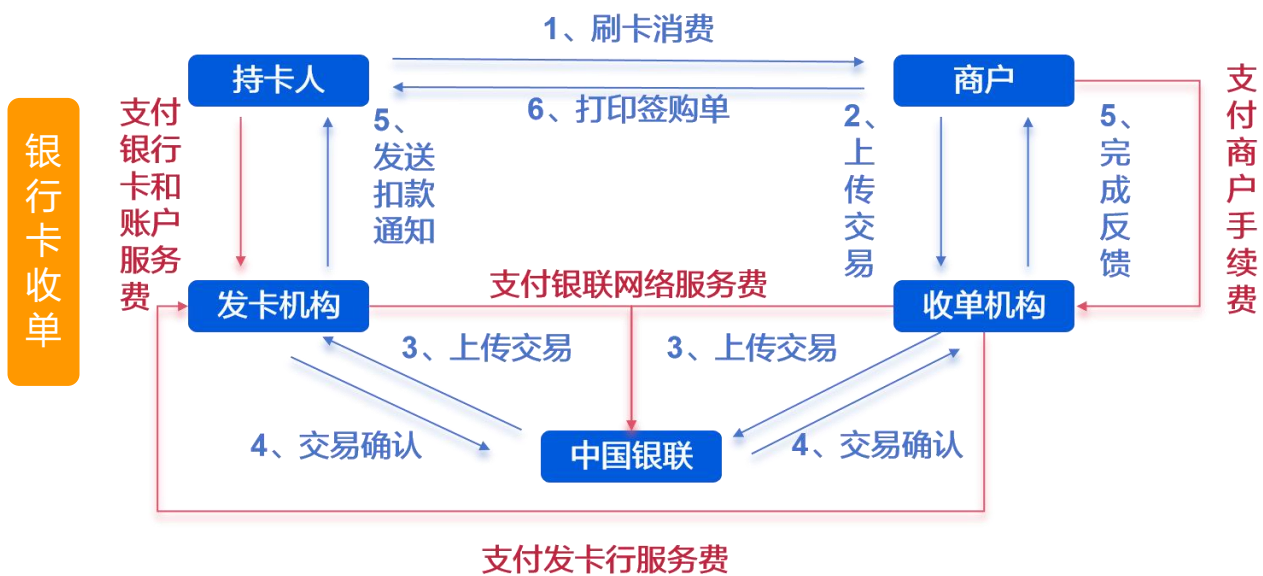 银行卡收单
1、刷卡消费
持卡人
商户
6、打印签购单
支付
银行
卡和
账户
服务
费
5、
发送
扣款
通知
2、
上
传
交
易
5、
完
成
反
馈
支
付
商
户
手
续
费
支付银联网络服务费
发卡机构
收单机构
3、上传交易
3、上传交易
4、交易确认
中国银联
4、交易确认
支付发卡行服务费